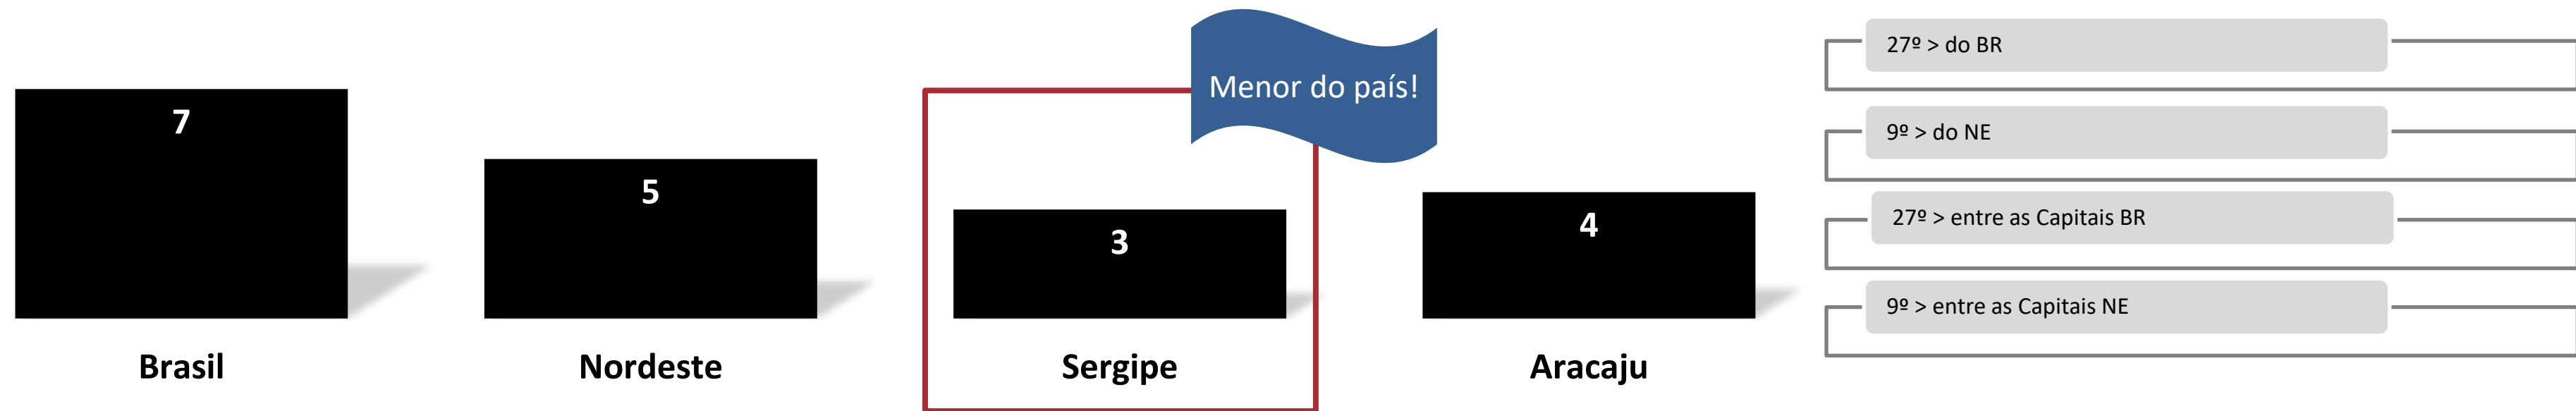 Menor do país!
7
5
3
4
Brasil
Nordeste
Sergipe
Aracaju
27º > do BR
9º > do NE
27º > entre as Capitais BR
9º > entre as Capitais NE